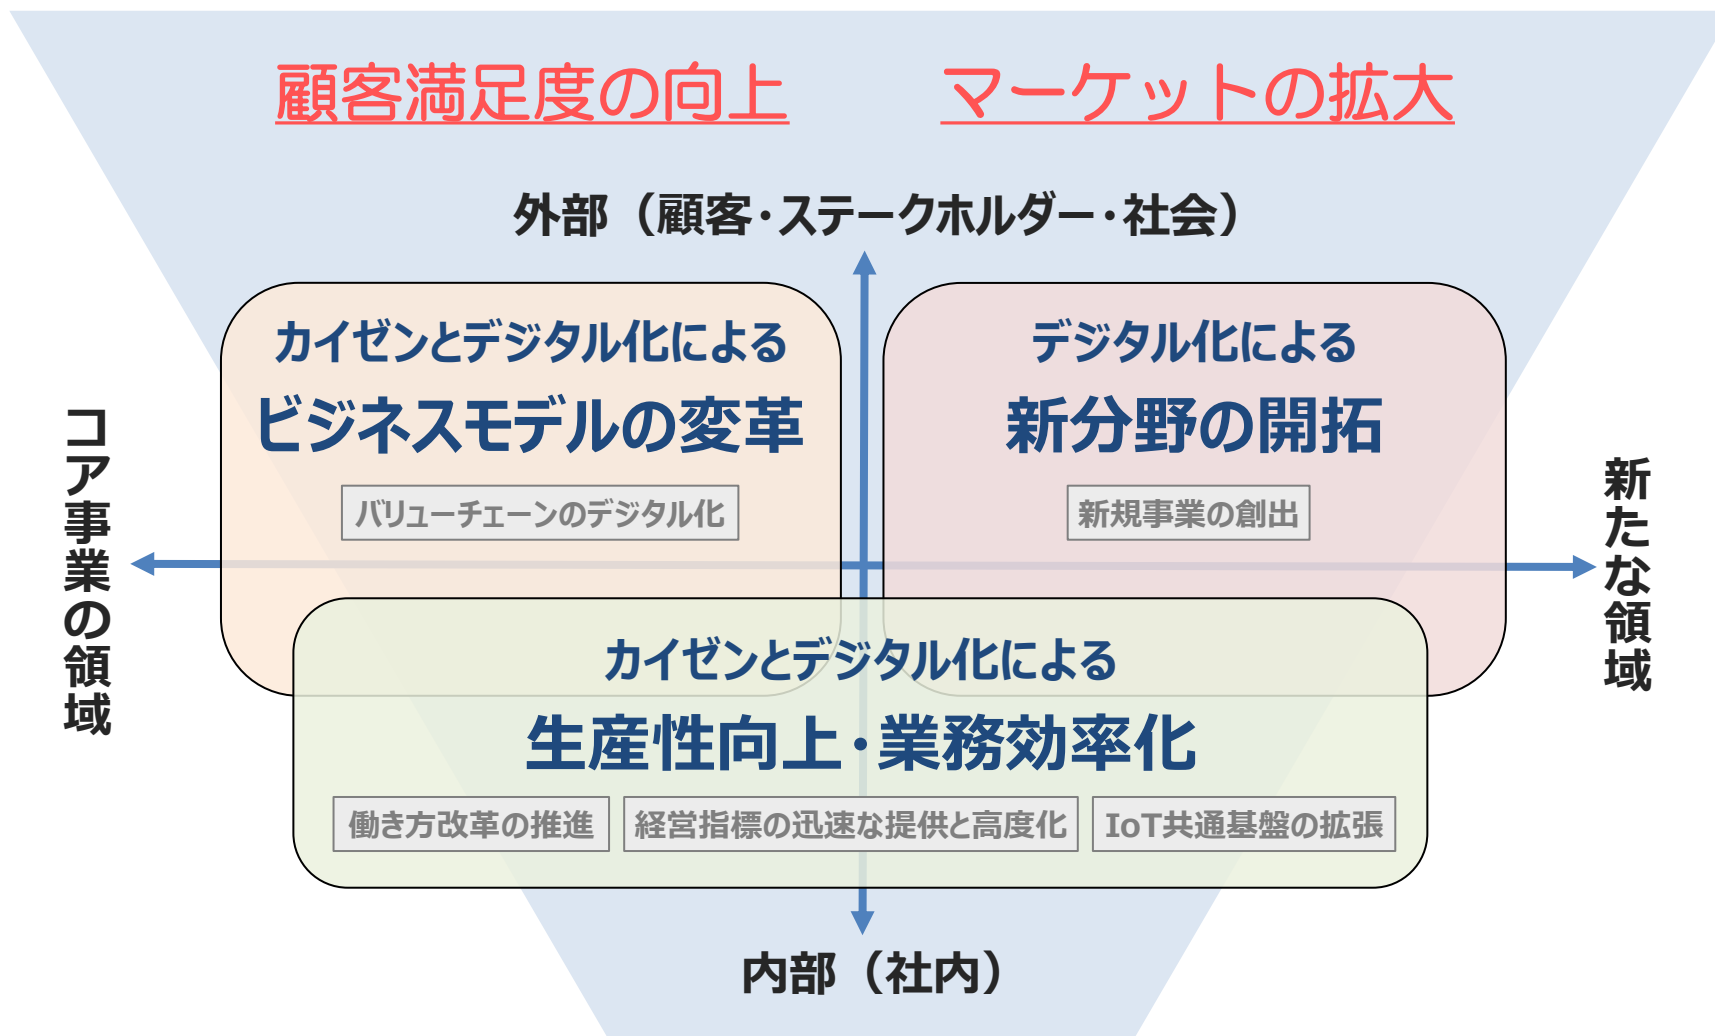 顧客満足度の向上
マーケットの拡大
外部（顧客・ステークホルダー・社会）
カイゼンとデジタル化による
ビジネスモデルの変革
バリューチェーンのデジタル化
デジタル化による
新分野の開拓
新規事業の創出
コア事業の領域
新たな領域
カイゼンとデジタル化による
生産性向上・業務効率化
働き方改革の推進
経営指標の迅速な提供と高度化
IoT共通基盤の拡張
内部（社内）